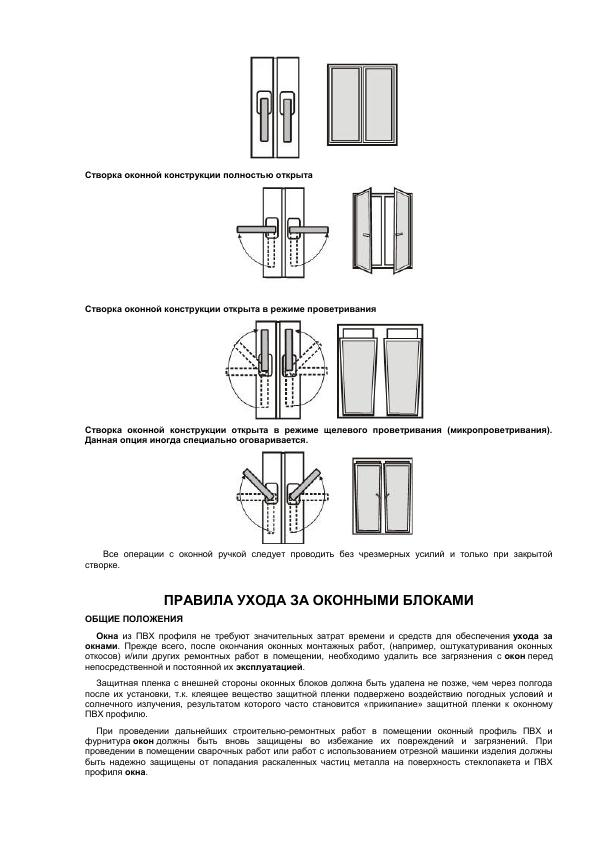 Створка оконной конструкции полностью открыта
Створка оконной конструкции открыта в режиме проветривания
Створка оконной конструкции открыта в режиме щелевого проветривания (микропроветривания).
Данная опция иногда специально оговаривается.
Все операции с оконной ручкой следует проводить без чрезмерных усилий и только при закрытой
створке.
ПРАВИЛА УХОДА ЗА ОКОННЫМИ БЛОКАМИ
ОБЩИЕ ПОЛОЖЕНИЯ
Окна из ПВХ профиля не требуют значительных затрат времени и средств для обеспечения ухода за
окнами. Прежде всего, после окончания оконных монтажных работ, (например, оштукатуривания оконных
откосов) и/или других ремонтных работ в помещении, необходимо удалить все загрязнения с окон перед
непосредственной и постоянной их эксплуатацией.
Защитная пленка с внешней стороны оконных блоков должна быть удалена не позже, чем через полгода
после их установки, т.к. клеящее вещество защитной пленки подвержено воздействию погодных условий и
солнечного излучения, результатом которого часто становится «прикипание» защитной пленки к оконному
ПВХ профилю.
При проведении дальнейших строительно-ремонтных работ в помещении оконный профиль ПВХ и
фурнитура окон должны быть вновь защищены во избежание их повреждений и загрязнений. При
проведении в помещении сварочных работ или работ с использованием отрезной машинки изделия должны
быть надежно защищены от попадания раскаленных частиц металла на поверхность стеклопакета и ПВХ
профиля окна.